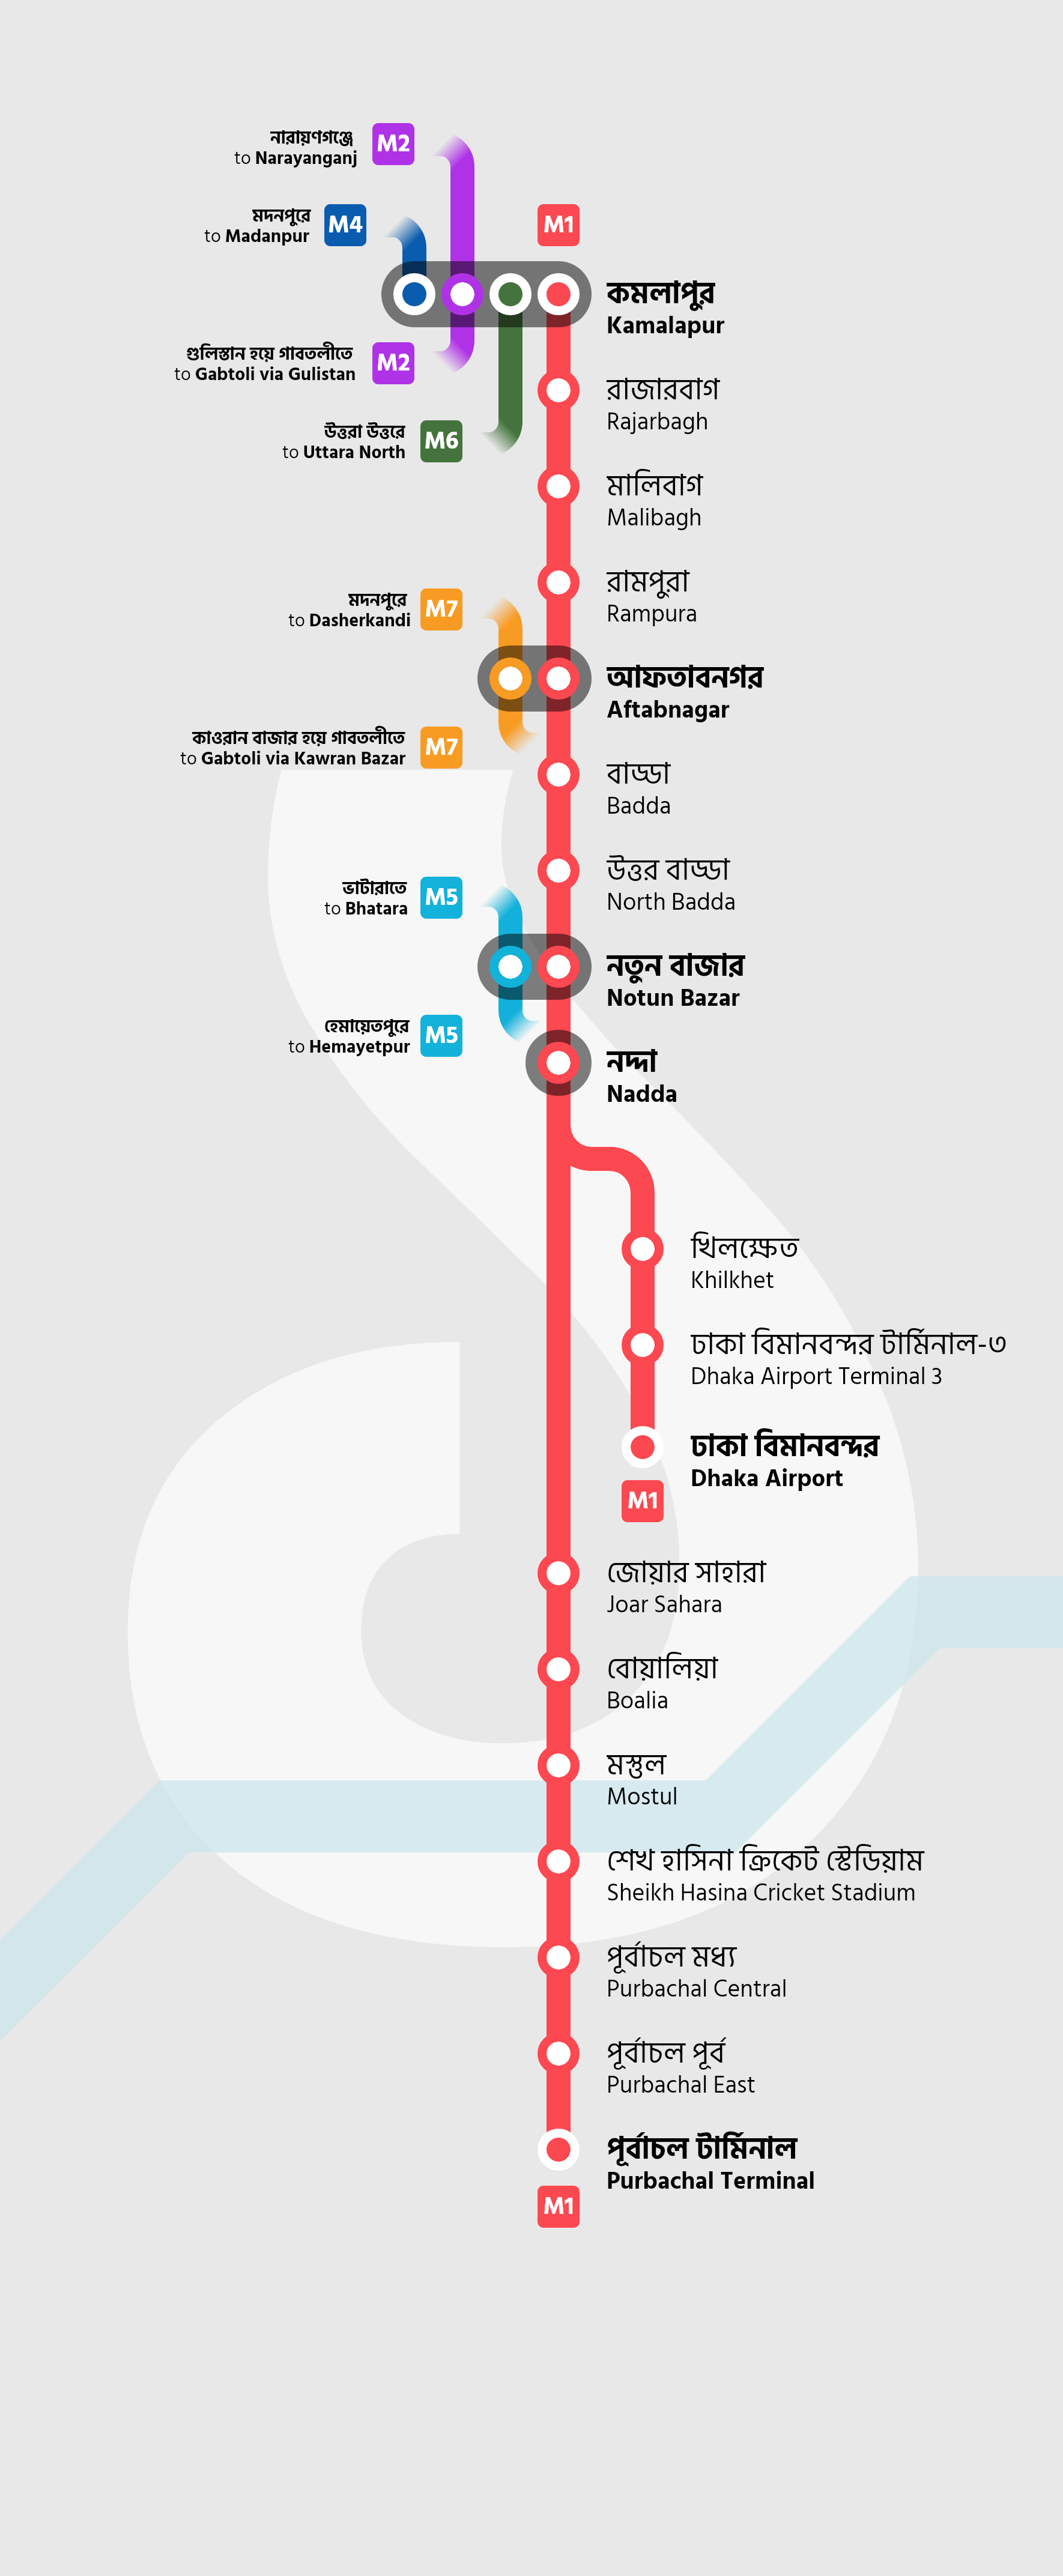 নারায়ণগঞ্জে
to Narayanganj
M2
মদনপুরে
to Madanpur
M4
M1
কমলাপুর
Kamalapur
গুলিস্তান হয়ে গাবতলীতে
to Gabtoli via Gulistan
M2
রাজারবাগ
Rajarbagh
উত্তরা উত্তরে
to Uttara North
M6
মালিবাগ
Malibagh
রামপুরা
Rampura
মদনপুরে
to Dasherkandi
M7
আফতাবনগর
Aftabnagar
কাওরান বাজার হয়ে গাবতলীতে
to Gabtoli via Kawran Bazar
M7
বাড্ডা
Badda
উত্তর বাড্ডা
North Badda
ভাটারাতে
to Bhatara
M5
নতুন বাজার
Notun Bazar
হেমায়েতপুরে
to Hemayetpur
M5
নদ্দা
Nadda
খিলক্ষেত
Khilkhet
ঢাকা বিমানবন্দর টার্মিনাল-৩
Dhaka Airport Terminal 3
ঢাকা বিমানবন্দর
Dhaka Airport
M1
জোয়ার সাহারা
Joar Sahara
বোয়ালিয়া
Boalia
মস্তুল
Mostul
শেখ হাসিনা ক্রিকেট স্টেডিয়াম
Sheikh Hasina Cricket Stadium
পূর্বাচল মধ্য
Purbachal Central
পূর্বাচল পূর্ব
Purbachal East
পূর্বাচল টার্মিনাল
Purbachal Terminal
M1